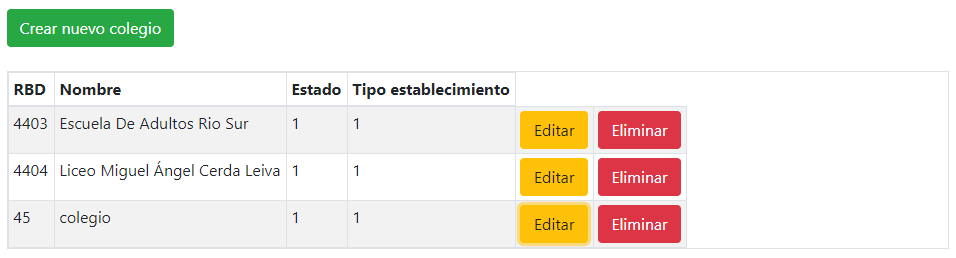 Crear nuevo colegio
RBD Nombre Estado Tipo establecimiento
4403 Escuela De Adultos Rio Sur 1 1 Editar Eliminar
4404 Liceo Miguel Ángel Cerda Leiva 1 1 Editar Eliminar
45 colegio 1 1 Editar Eliminar